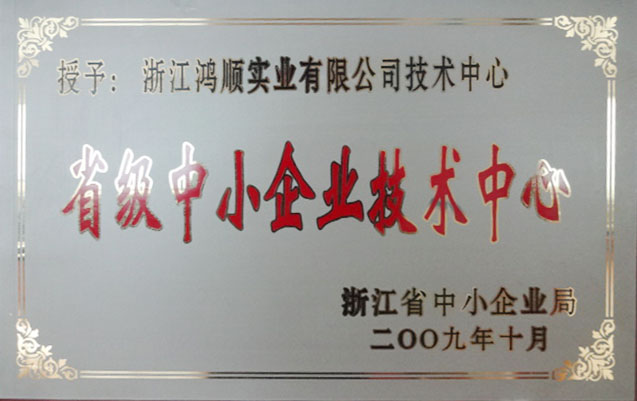 授予：浙江鸿顺实业有限公司技术中心
省级中小企业技术中心
浙江省中小企业局
二〇〇九年十月